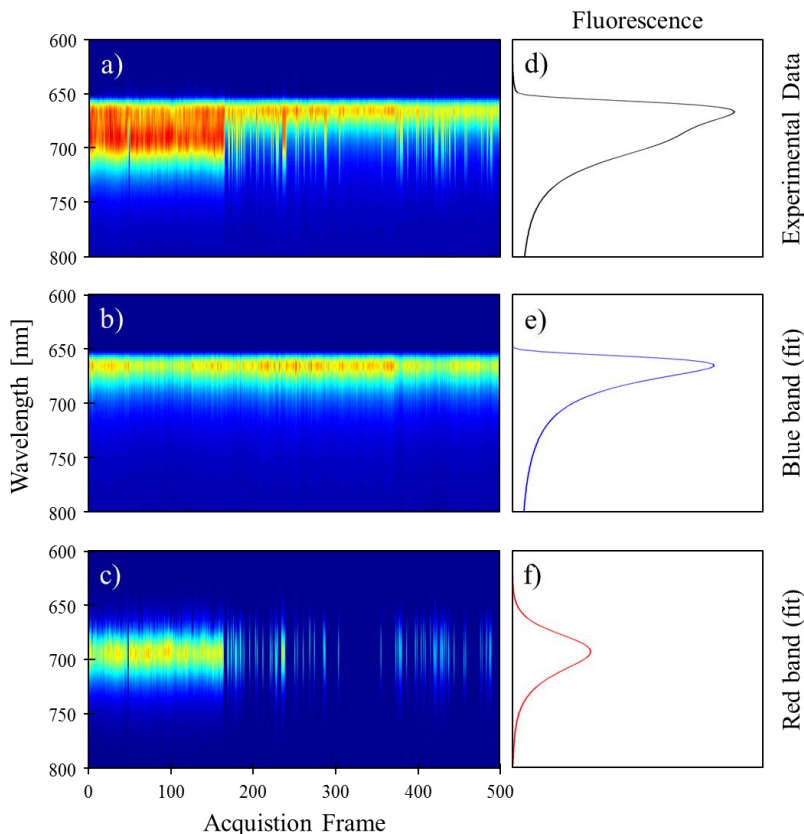 Fluorescence
600
a)
d)
650
700
750
800
Experimental Data
600
b)
e)
650
700
750
800
Wavelength [nm]
Blue band (fit)
600
c)
f)
650
700
750
800
Red band (fit)
0 100 200 300 400 500
Acquistion Frame